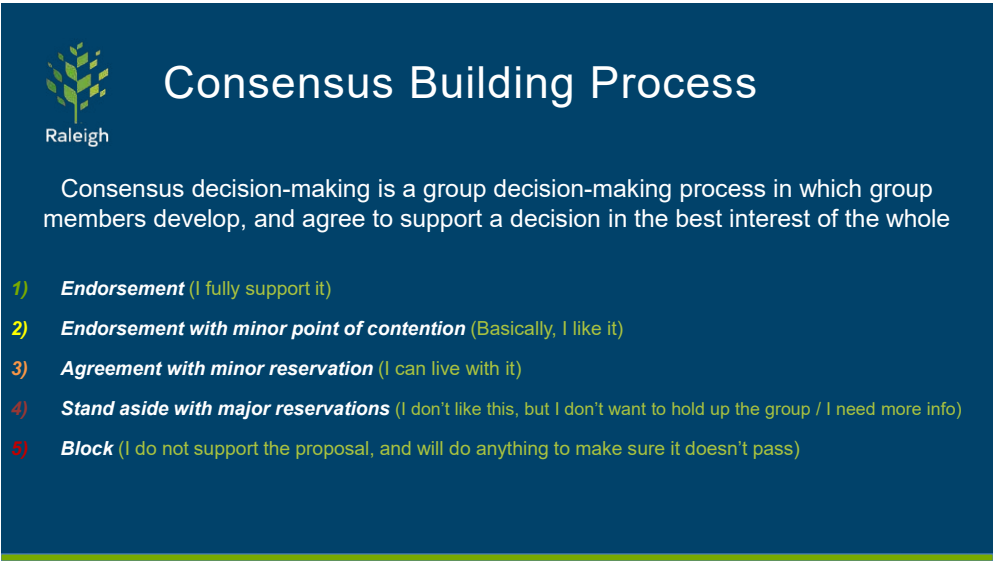 Raleigh
Consensus Building Process
Consensus decision-making is a group decision-making process in which group
members develop, and agree to support a decision in the best interest of the whole
1) Endorsement (I fully support it)
2) Endorsement with minor point of contention (Basically, I like it)
3) Agreement with minor reservation (I can live with it)
4) Stand aside with major reservations (I don’t like this, but I don’t want to hold up the group / I need more info)
5) Block (I do not support the proposal, and will do anything to make sure it doesn’t pass)